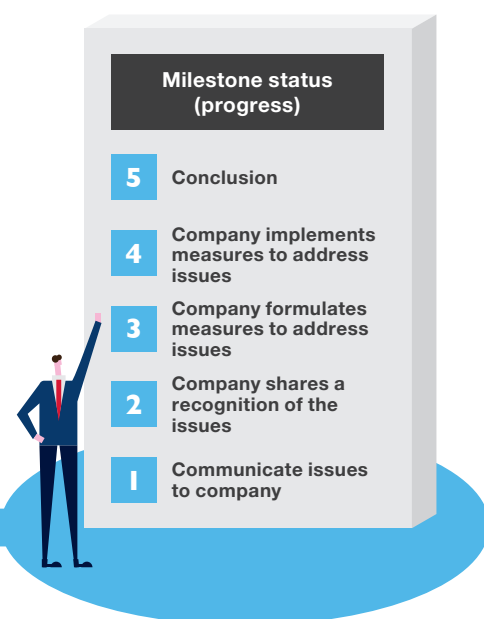 Milestone status
(progress)
5 Conclusion
4 Company implements
measures to address
issues
3 Company formulates
measures to address
issues
2 Company shares a
recognition of the
issues
1 Communicate issues
to company